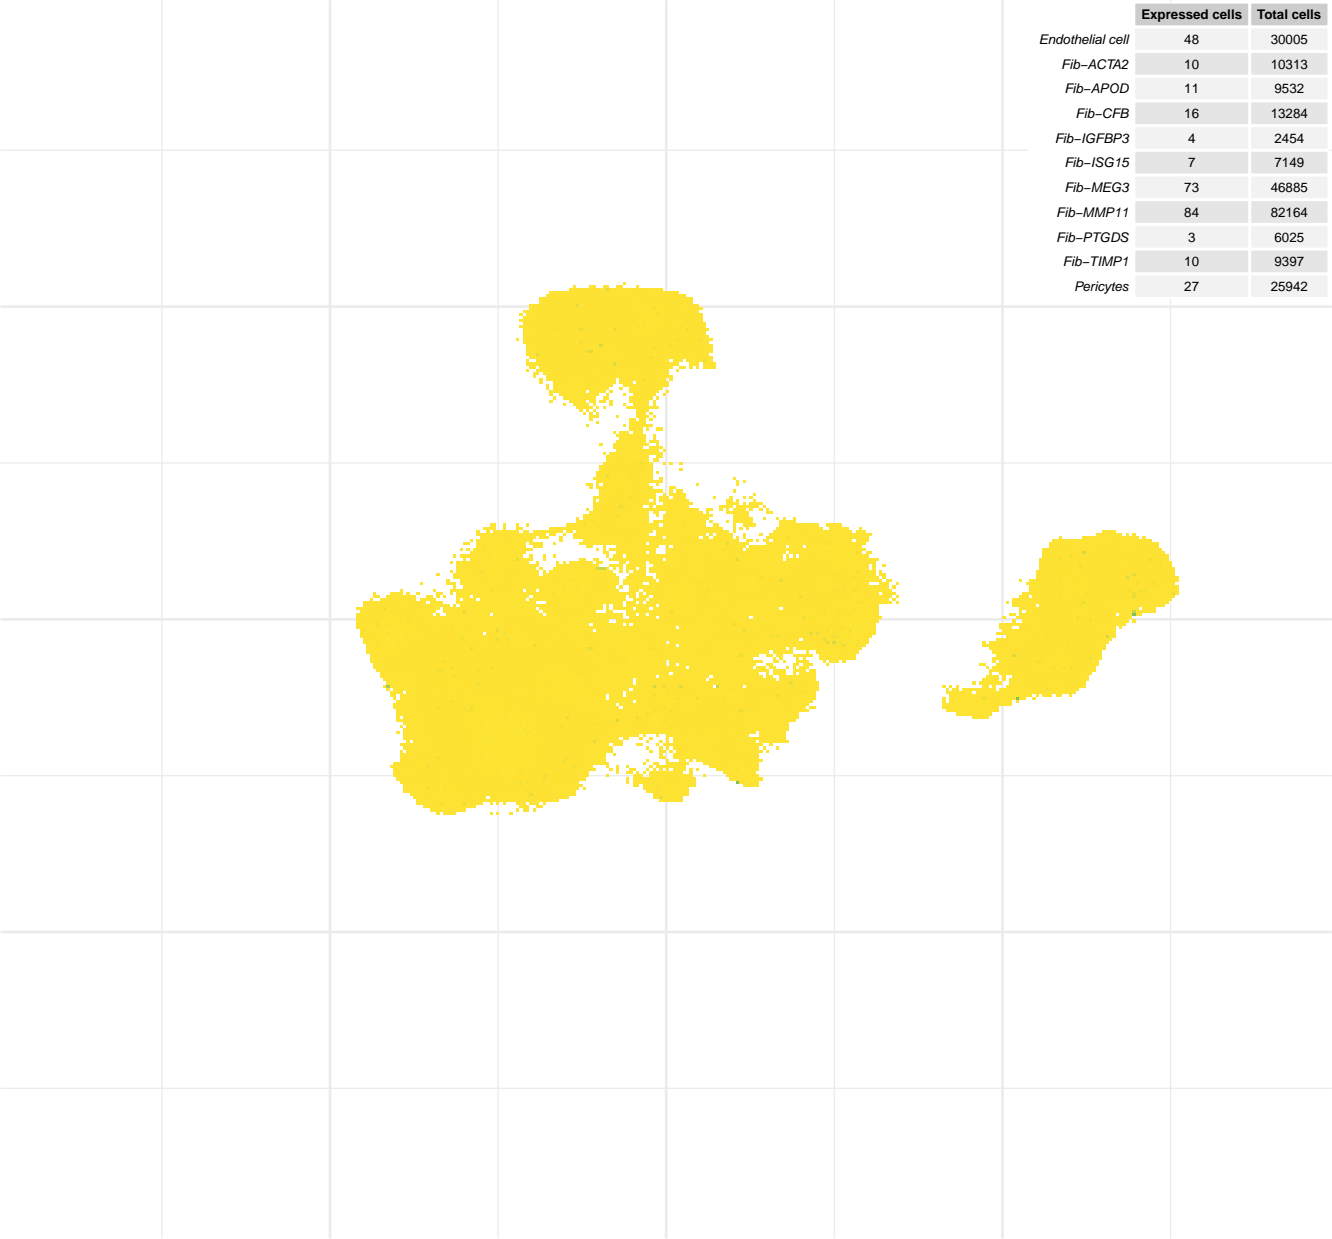 Expressed cells Total cells
Endothelial cell 48 30005
Fib−ACTA2 10 10313
Fib−APOD 11 9532
Fib−CFB 16 13284
Fib−IGFBP3 4 2454
Fib−ISG15 7 7149
Fib−MEG3 73 46885
Fib−MMP11 84 82164
Fib−PTGDS 3 6025
Fib−TIMP1 10 9397
Pericytes 27 25942